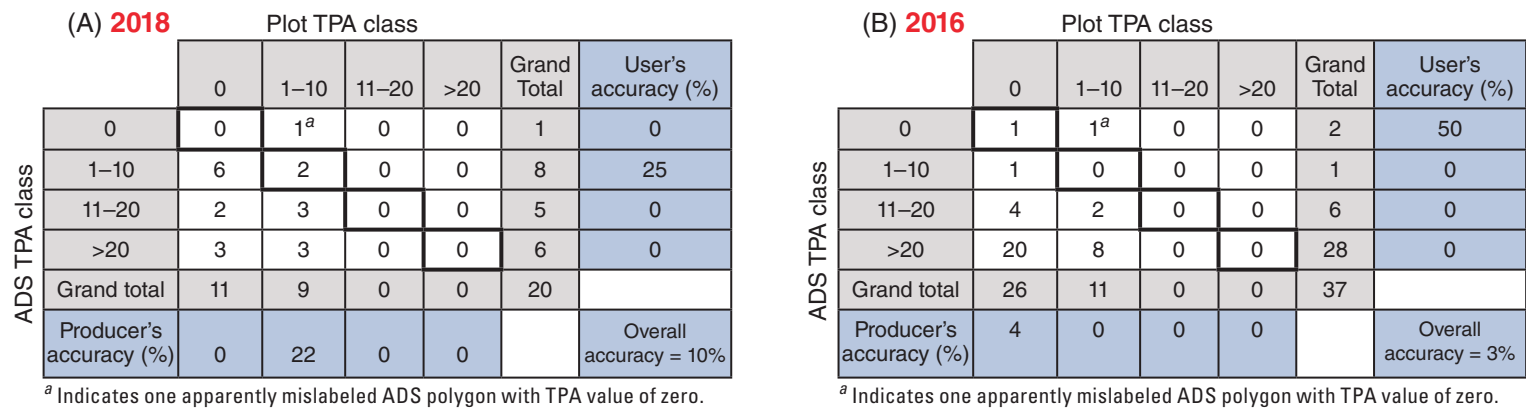 (A) 2018 Plot TPA class
0 1–10 11–20 >20 Grand Total User's accuracy (%)
0 0 1a 0 0 1 0
1–10 6 2 0 0 8 25
11–20 2 3 0 0 5 0
>20 3 3 0 0 6 0
Grand total 11 9 0 0 20
Producer's accuracy (%) 0 22 0 0 Overall accuracy = 10%
ADS TPA class
a Indicates one apparently mislabeled ADS polygon with TPA value of zero.
(B) 2016 Plot TPA class
0 1–10 11–20 >20 Grand Total User's accuracy (%)
0 1 1a 0 0 2 50
1–10 1 0 0 0 1 0
11–20 4 2 0 0 6 0
>20 20 8 0 0 28 0
Grand total 26 11 0 0 37
Producer's accuracy (%) 4 0 0 0 Overall accuracy = 3%
ADS TPA class
a Indicates one apparently mislabeled ADS polygon with TPA value of zero.